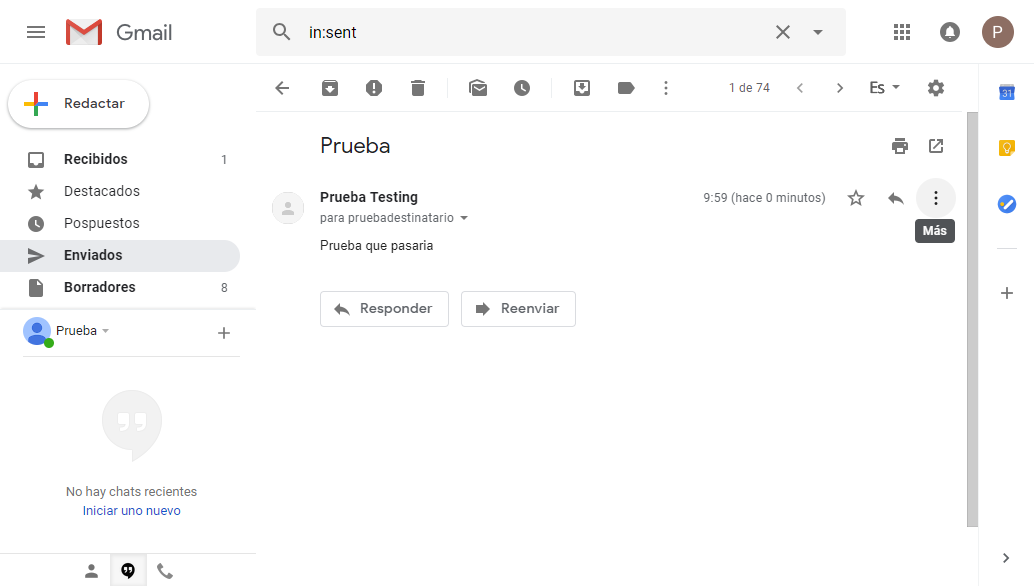 Gmail
in:sent
P
Redactar
1 de 74
Es
31
Recibidos 1
Destacados
Pospuestos
Enviados
Borradores 8
Prueba
No hay chats recientes
Iniciar uno nuevo
Prueba
Prueba Testing
9:59 (hace 0 minutos)
para pruebadestinatario
Más
Prueba que pasaria
Responder
Reenviar